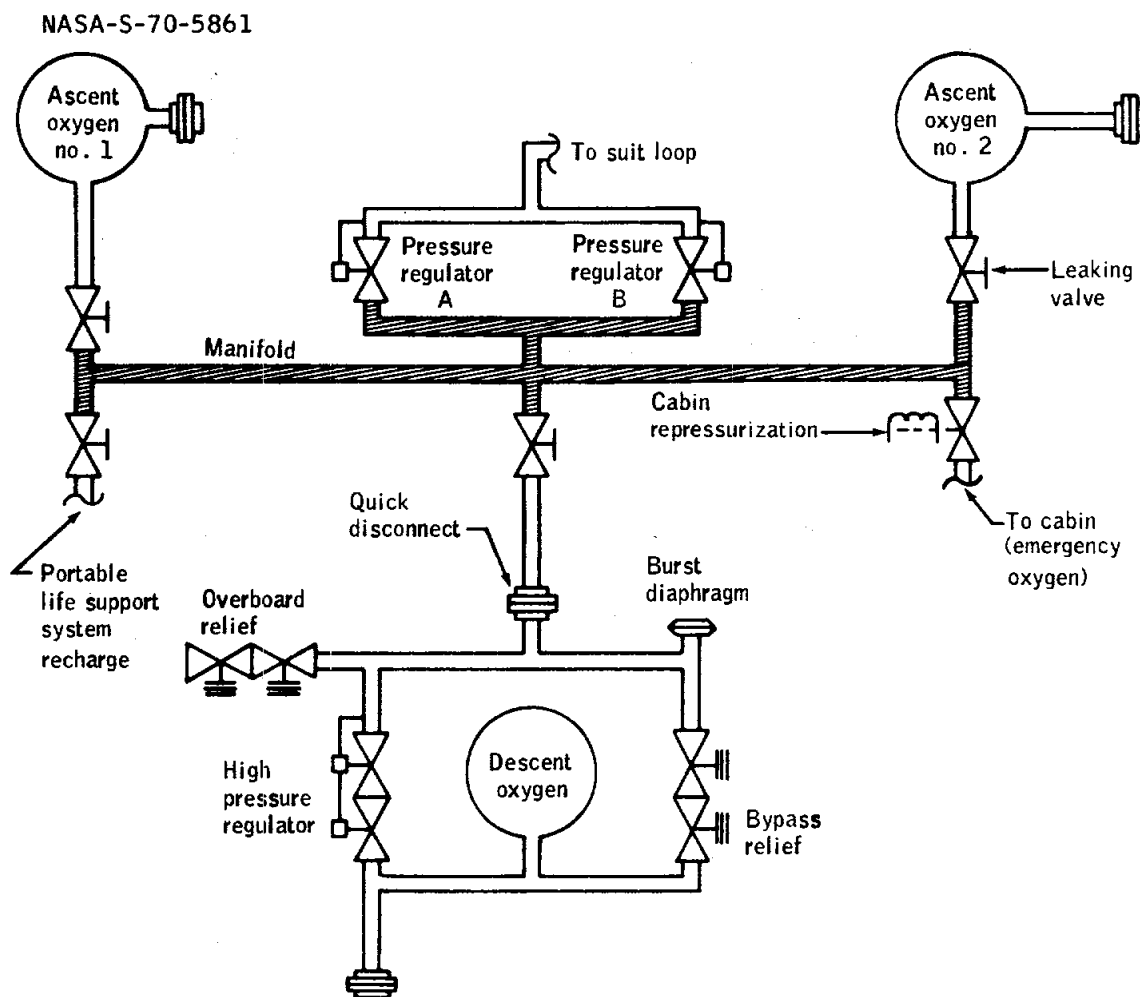 NASA-S-70-5861
Ascent
oxygen
no. 1
Ascent
oxygen
no. 2
To suit loop
Pressure
regulator
A
Pressure
regulator
B
Leaking
valve
Manifold
Cabin
repressurization
Quick
disconnect
To cabin
(emergency
oxygen)
Portable
life support
system
recharge
Overboard
relief
Burst
diaphragm
High
pressure
regulator
Descent
oxygen
Bypass
relief